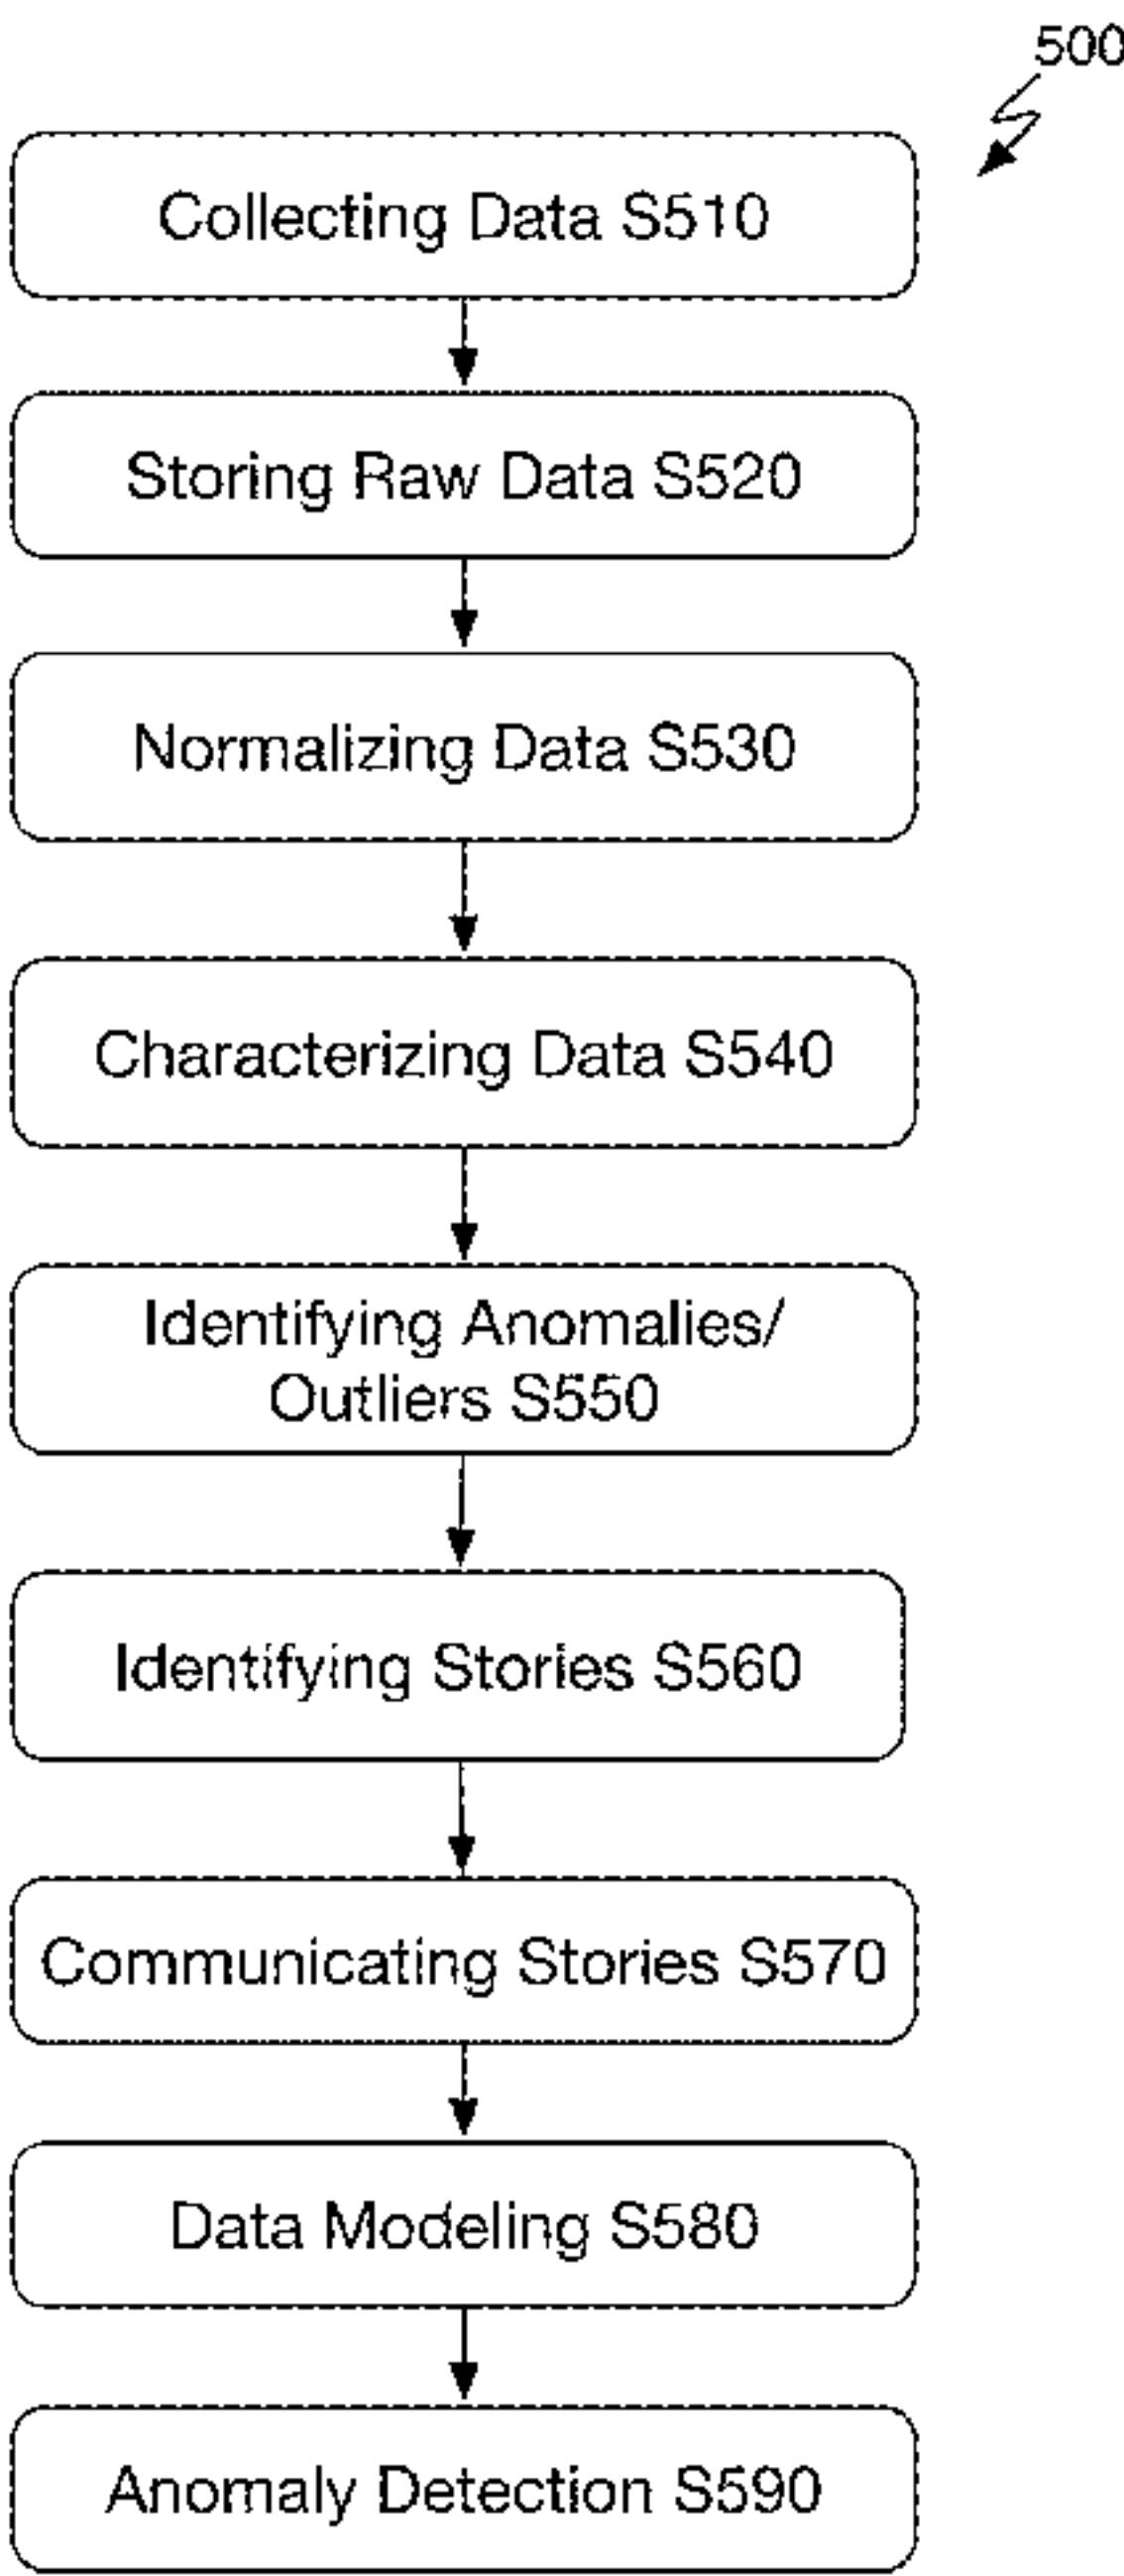 500
Collecting Data S510
Storing Raw Data S520
Normalizing Data S530
Characterizing Data S540
Identifying Anomalies/
Outliers S550
Identifying Stories S560
Communicating Stories S570
Data Modeling S580
Anomaly Detection S590